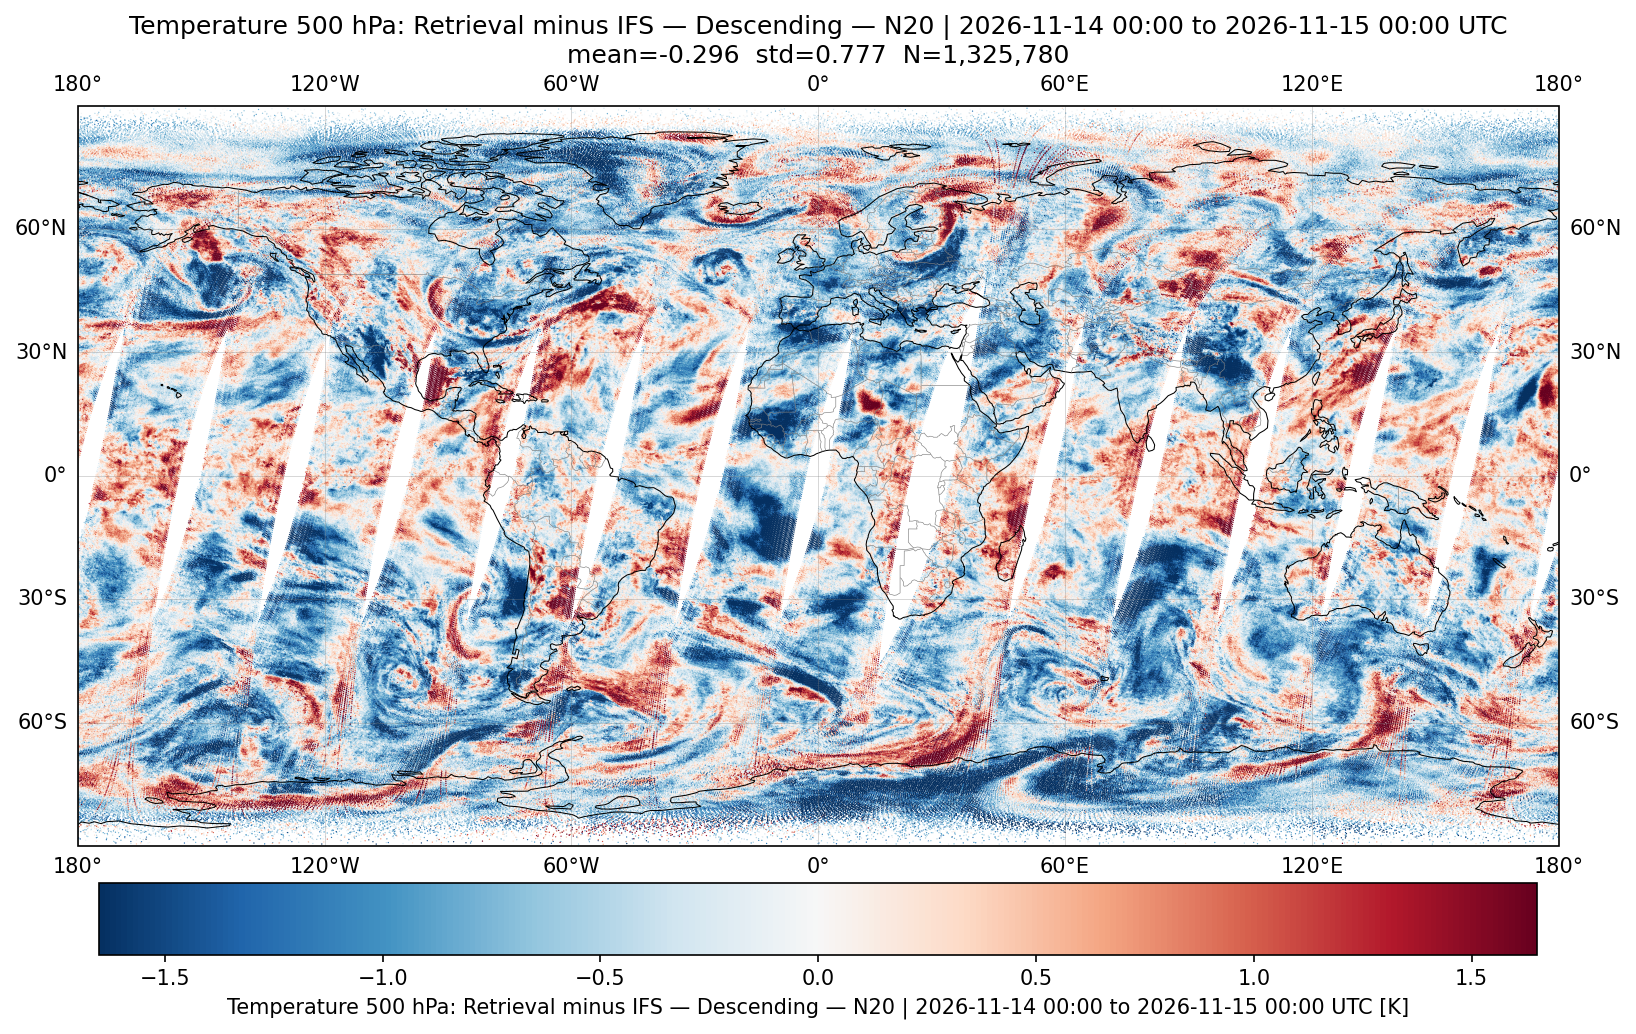 Temperature 500 hPa: Retrieval minus IFS — Descending — N20 | 2026-11-14 00:00 to 2026-11-15 00:00 UTC
mean=-0.296 std=0.777 N=1,325,780
180° 120°W 60°W 0° 60°E 120°E 180°
60°N 60°N
30°N 30°N
0° 0°
30°S 30°S
60°S 60°S
180° 120°W 60°W 0° 60°E 120°E 180°
−1.5 −1.0 −0.5 0.0 0.5 1.0 1.5
Temperature 500 hPa: Retrieval minus IFS — Descending — N20 | 2026-11-14 00:00 to 2026-11-15 00:00 UTC [K]